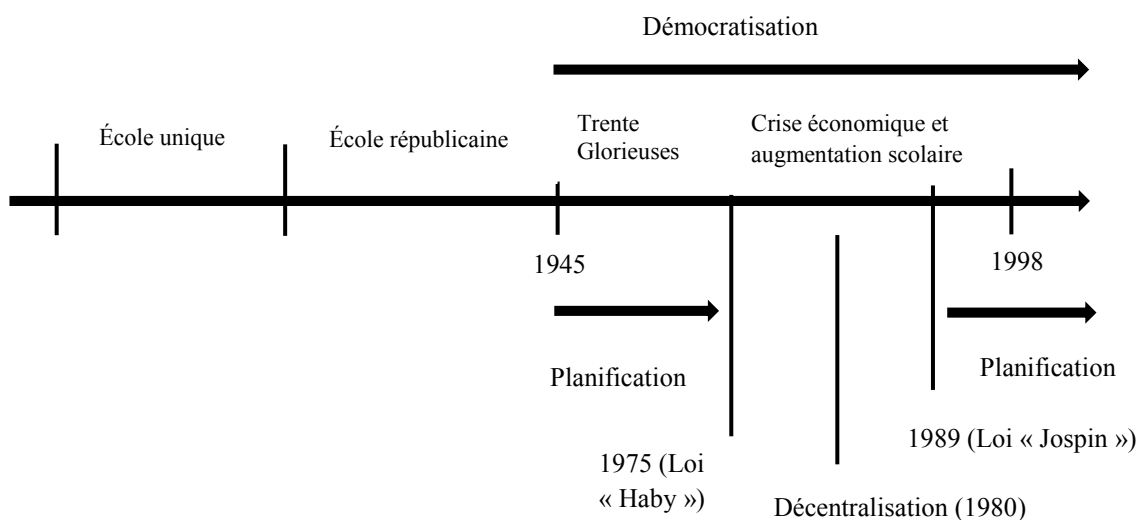 Démocratisation
École unique
École républicaine
Trente
Glorieuses
Crise économique et
augmentation scolaire
1945
1998
Planification
Planification
1975 (Loi
« Haby »)
1989 (Loi « Jospin »)
Décentralisation (1980)